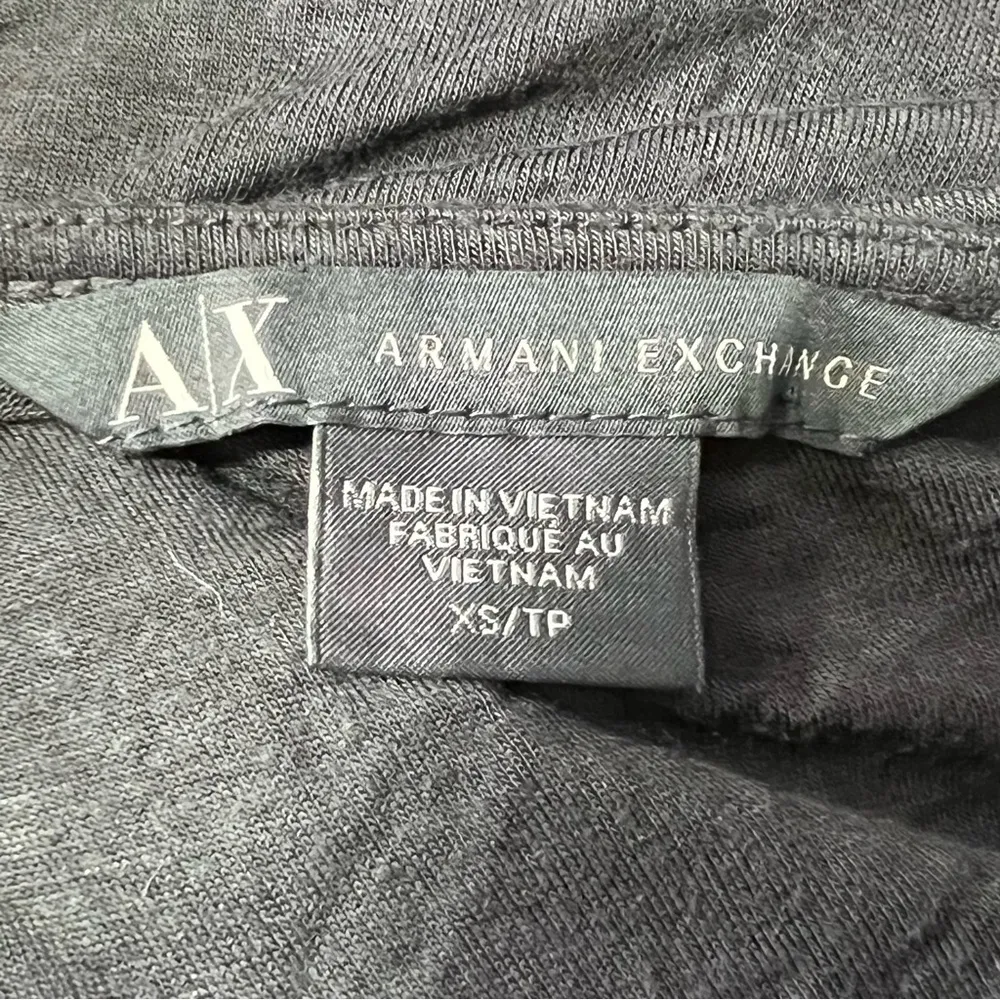 A|X ARMANI EXCHANGE
MADE IN VIETNAM
FABRIQUÉ AU
VIETNAM
XS/TP